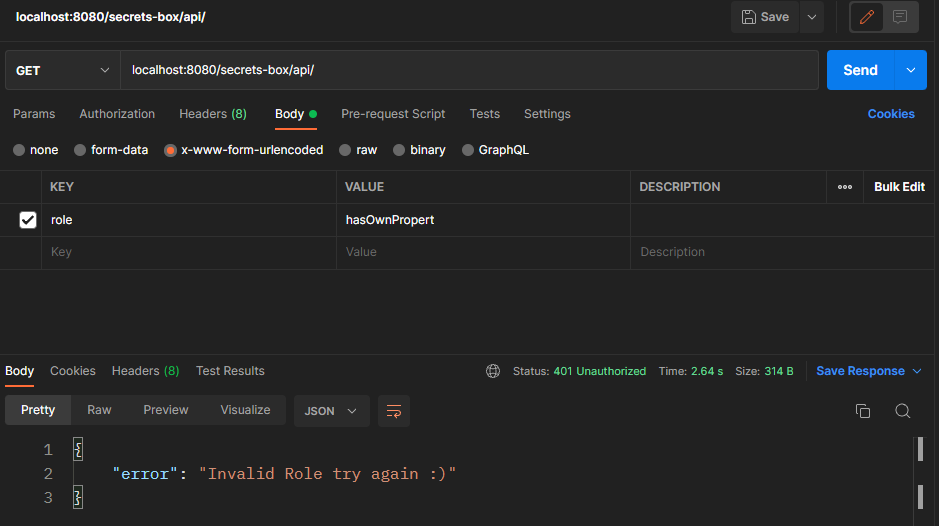 localhost:8080/secrets-box/api/ Save
GET localhost:8080/secrets-box/api/ Send
Params Authorization Headers (8) Body Pre-request Script Tests Settings Cookies
none form-data x-www-form-urlencoded raw binary GraphQL
KEY VALUE DESCRIPTION ••• Bulk Edit
role hasOwnPropert
Key Value Description
Body Cookies Headers (8) Test Results Status: 401 Unauthorized Time: 2.64 s Size: 314 B Save Response
Pretty Raw Preview Visualize JSON
1 {
2 "error": "Invalid Role try again :)"
3 }